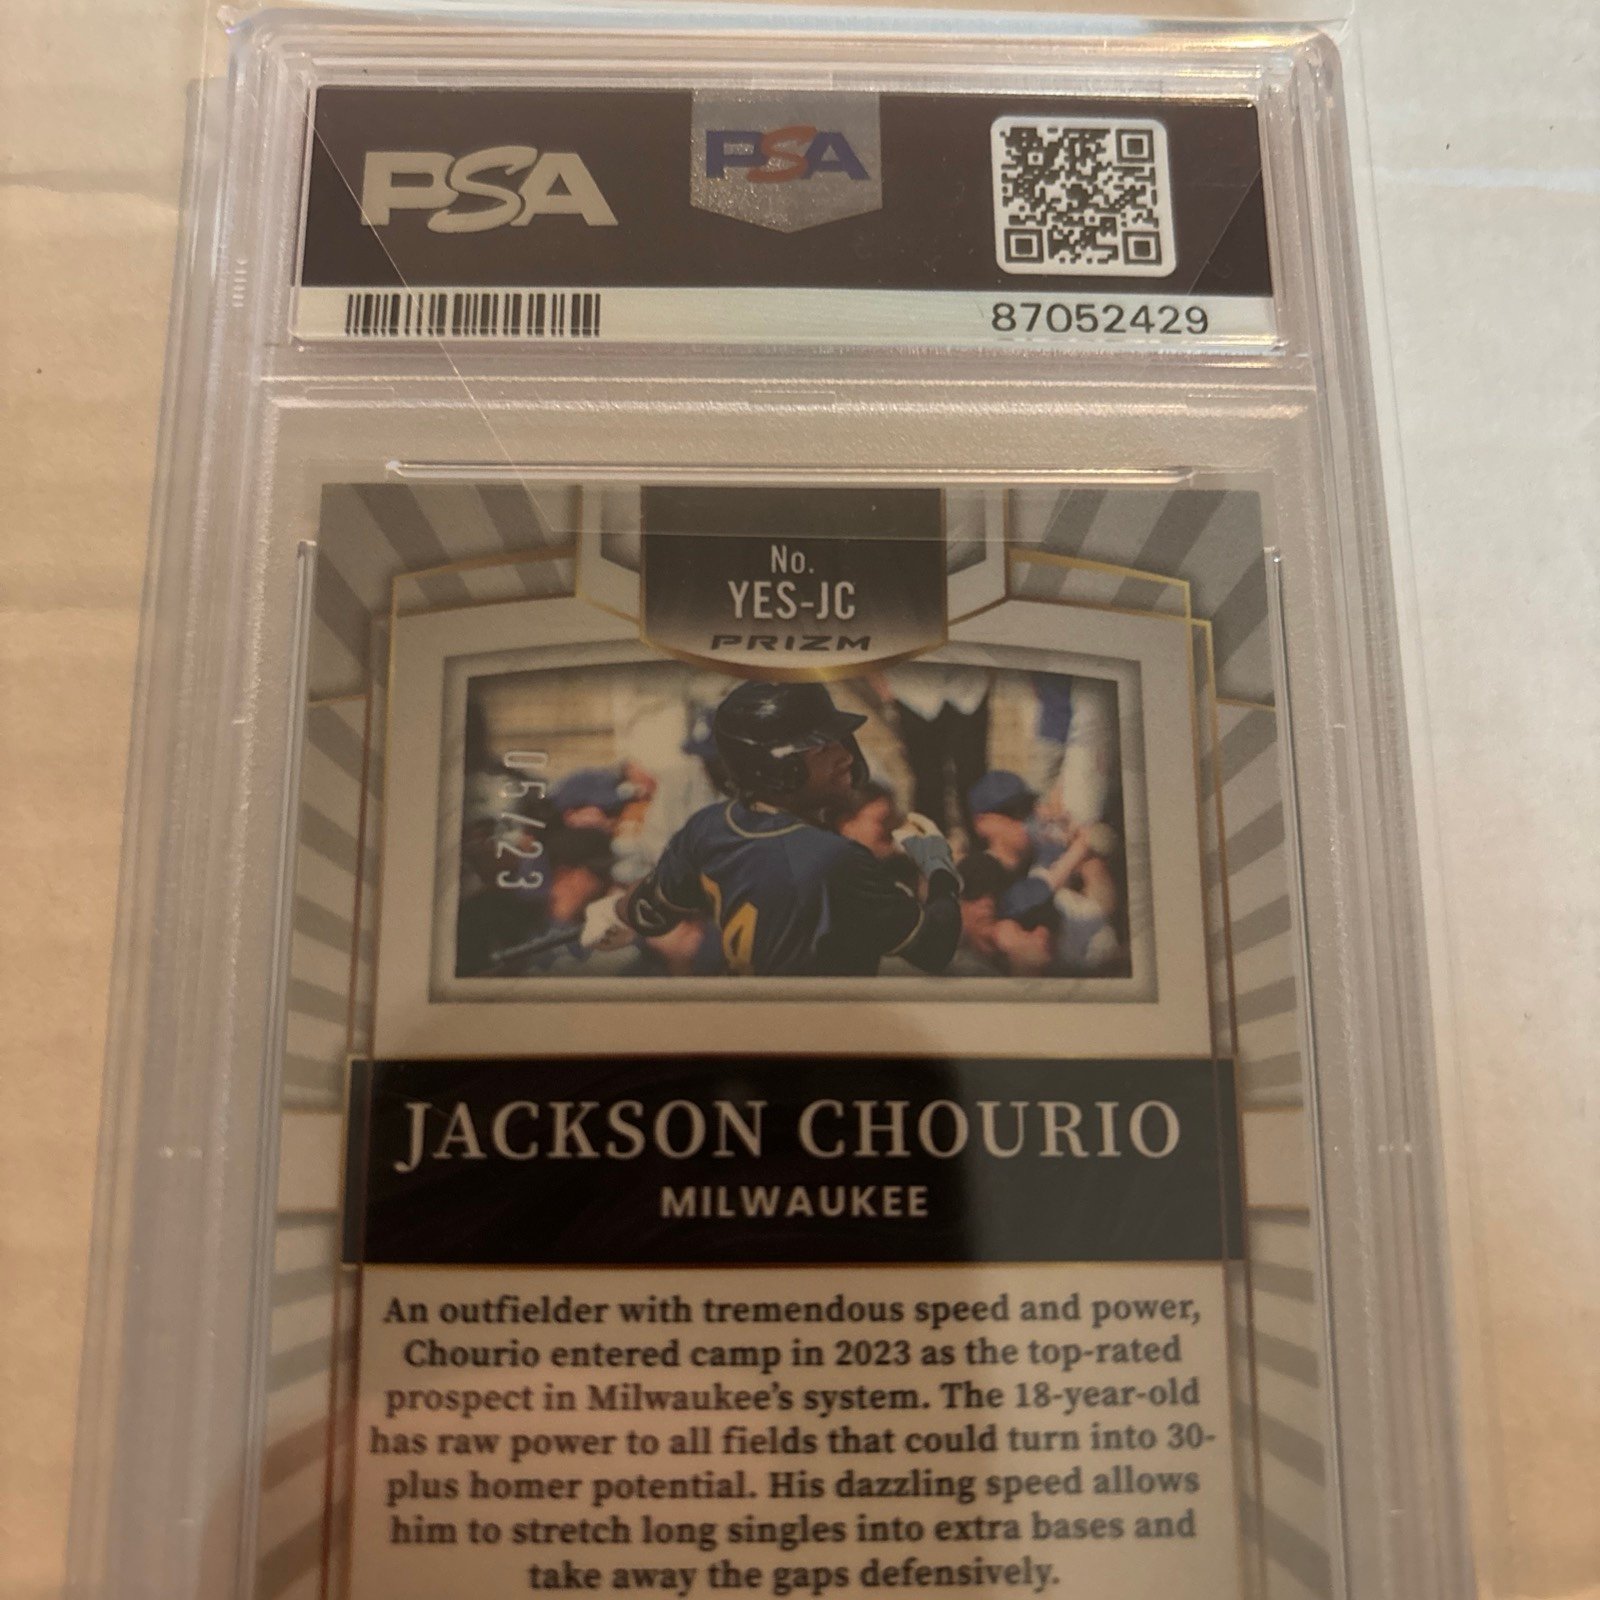 PSA
PSA
87052429
No.
YES-JC
PRIZM
05/23
4
JACKSON CHOURIO
MILWAUKEE
An outfielder with tremendous speed and power,
Chourio entered camp in 2023 as the top-rated
prospect in Milwaukee's system. The 18-year-old
has raw power to all fields that could turn into 30-
plus homer potential. His dazzling speed allows
him to stretch long singles into extra bases and
take away the gaps defensively.